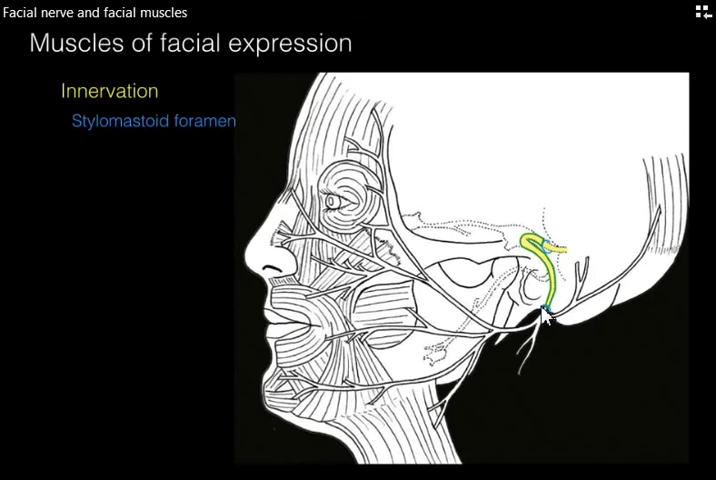 Facial nerve and facial muscles
Muscles of facial expression
Innervation
Stylomastoid foramen